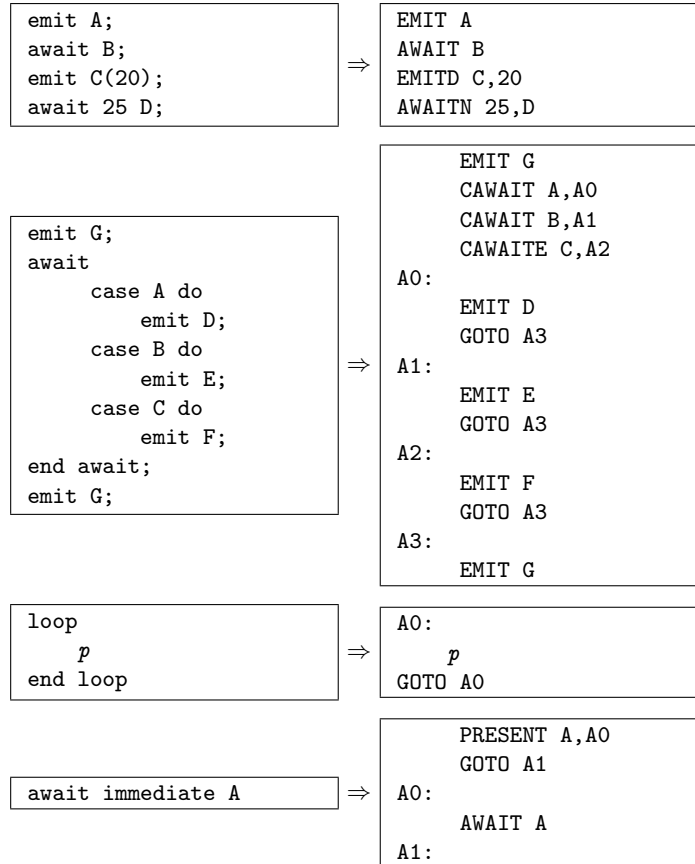 emit A;
await B;
emit C(20);
await 25 D;
⇒
EMIT A
AWAIT B
EMITD C,20
AWAITN 25,D
emit G;
await
case A do
emit D;
case B do
emit E;
case C do
emit F;
end await;
emit G;
⇒
EMIT G
CAWAIT A,A0
CAWAIT B,A1
CAWAITE C,A2
A0:
EMIT D
GOTO A3
A1:
EMIT E
GOTO A3
A2:
EMIT F
GOTO A3
A3:
EMIT G
loop
p
end loop
⇒
A0:
p
GOTO A0
await immediate A
⇒
PRESENT A,A0
GOTO A1
A0:
AWAIT A
A1: